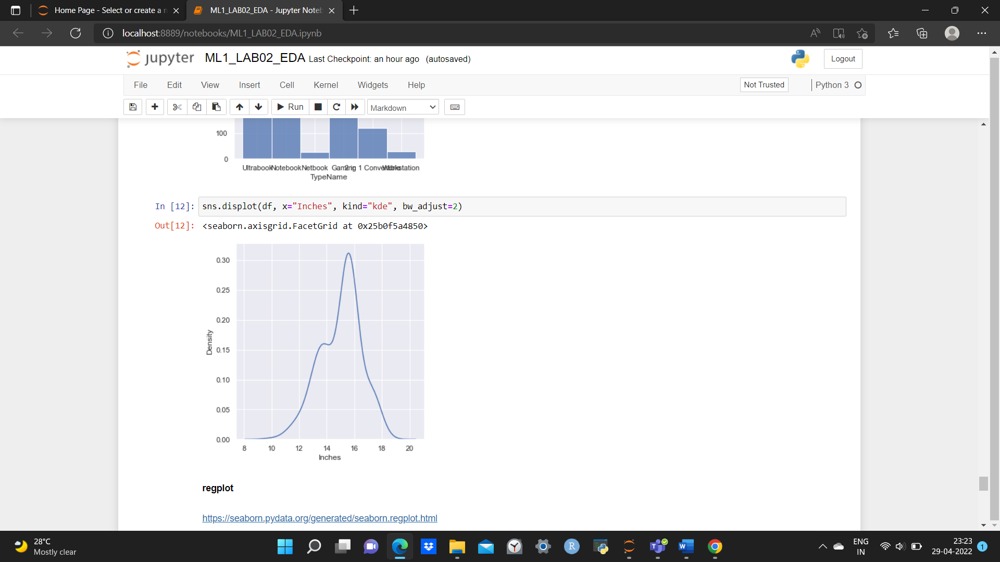 Home Page - Select or create a n
ML1_LAB02_EDA - Jupyter Noteb
localhost:8889/notebooks/ML1_LAB02_EDA.ipynb
jupyter ML1_LAB02_EDA Last Checkpoint: an hour ago (autosaved)
Logout
File Edit View Insert Cell Kernel Widgets Help
Not Trusted
Python 3
Run
Markdown
100
0
Ultrabook Notebook Netbook Gaming 2 in 1 Convertible Workstation
TypeName
In [12]: sns.displot(df, x="Inches", kind="kde", bw_adjust=2)
Out[12]: <seaborn.axisgrid.FacetGrid at 0x25b0f5a4850>
0.30
0.25
0.20
0.15
0.10
0.05
0.00
Density
8 10 12 14 16 18 20
Inches
regplot
https://seaborn.pydata.org/generated/seaborn.regplot.html
28°C
Mostly clear
ENG
IN
23:23
29-04-2022
1